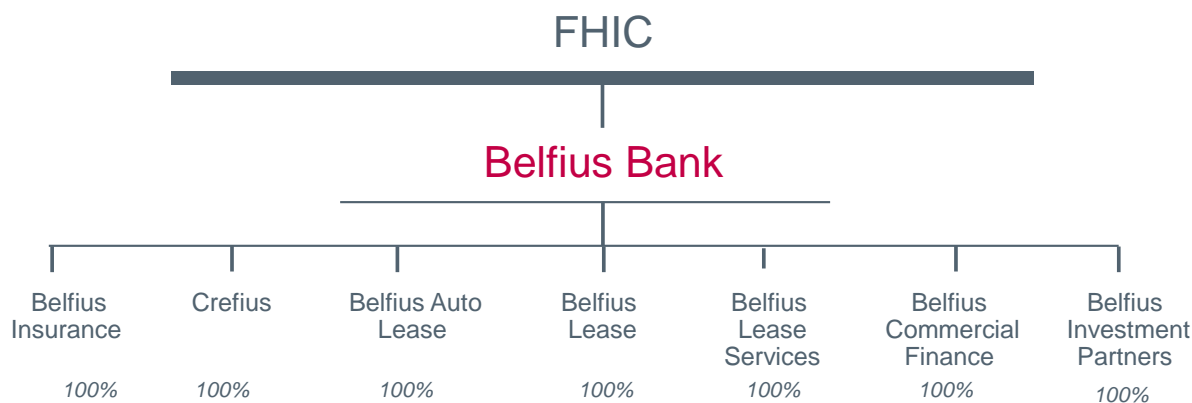 FHIC
Belfius Bank
Belfius
Insurance
Crefius
Belfius Auto
Lease
Belfius
Lease
Belfius
Lease
Services
Belfius
Commercial
Finance
Belfius
Investment
Partners
100%
100%
100%
100%
100%
100%
100%